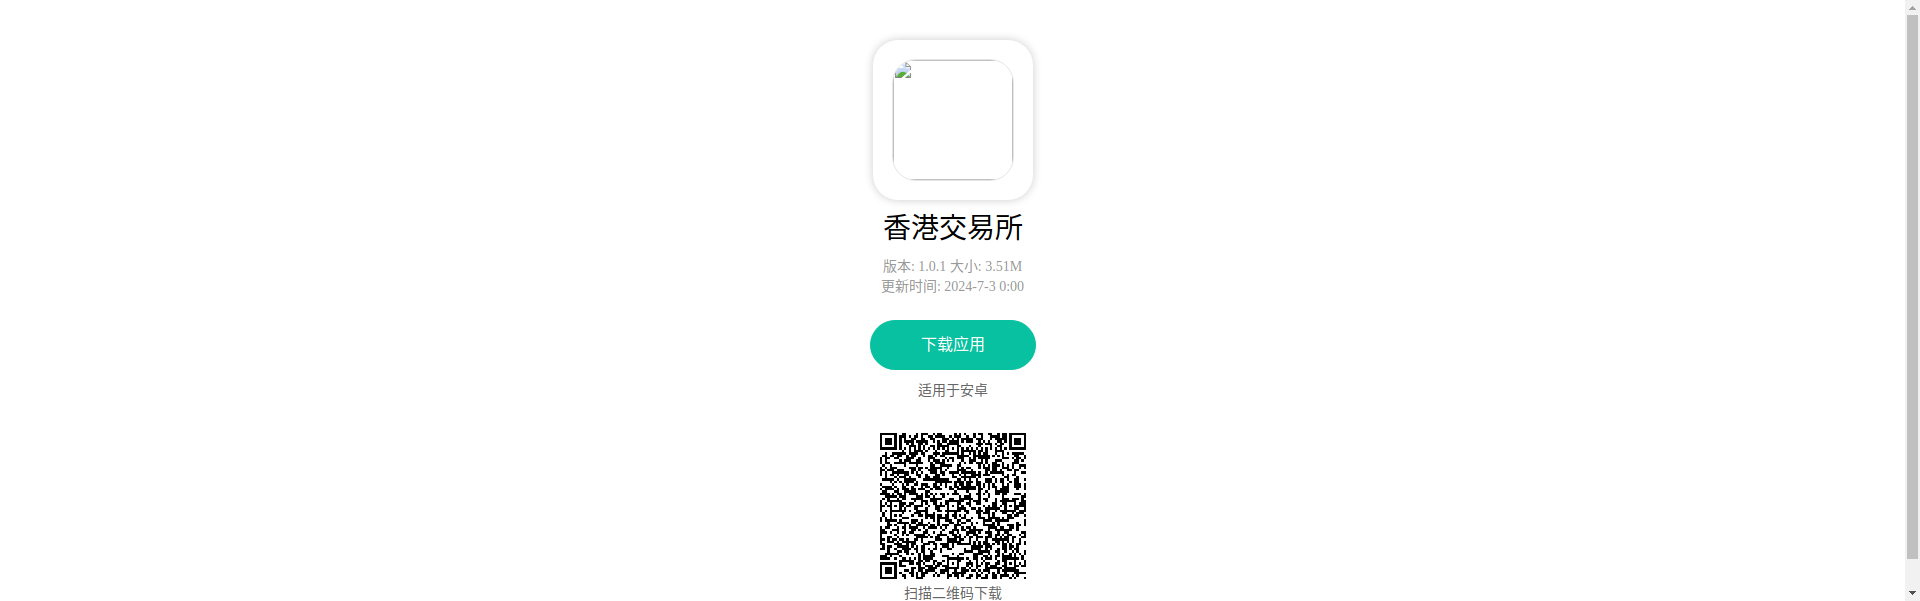 香港交易所
版本: 1.0.1 大小: 3.51M
更新时间: 2024-7-3 0:00
下载应用
适用于安卓
扫描二维码下载